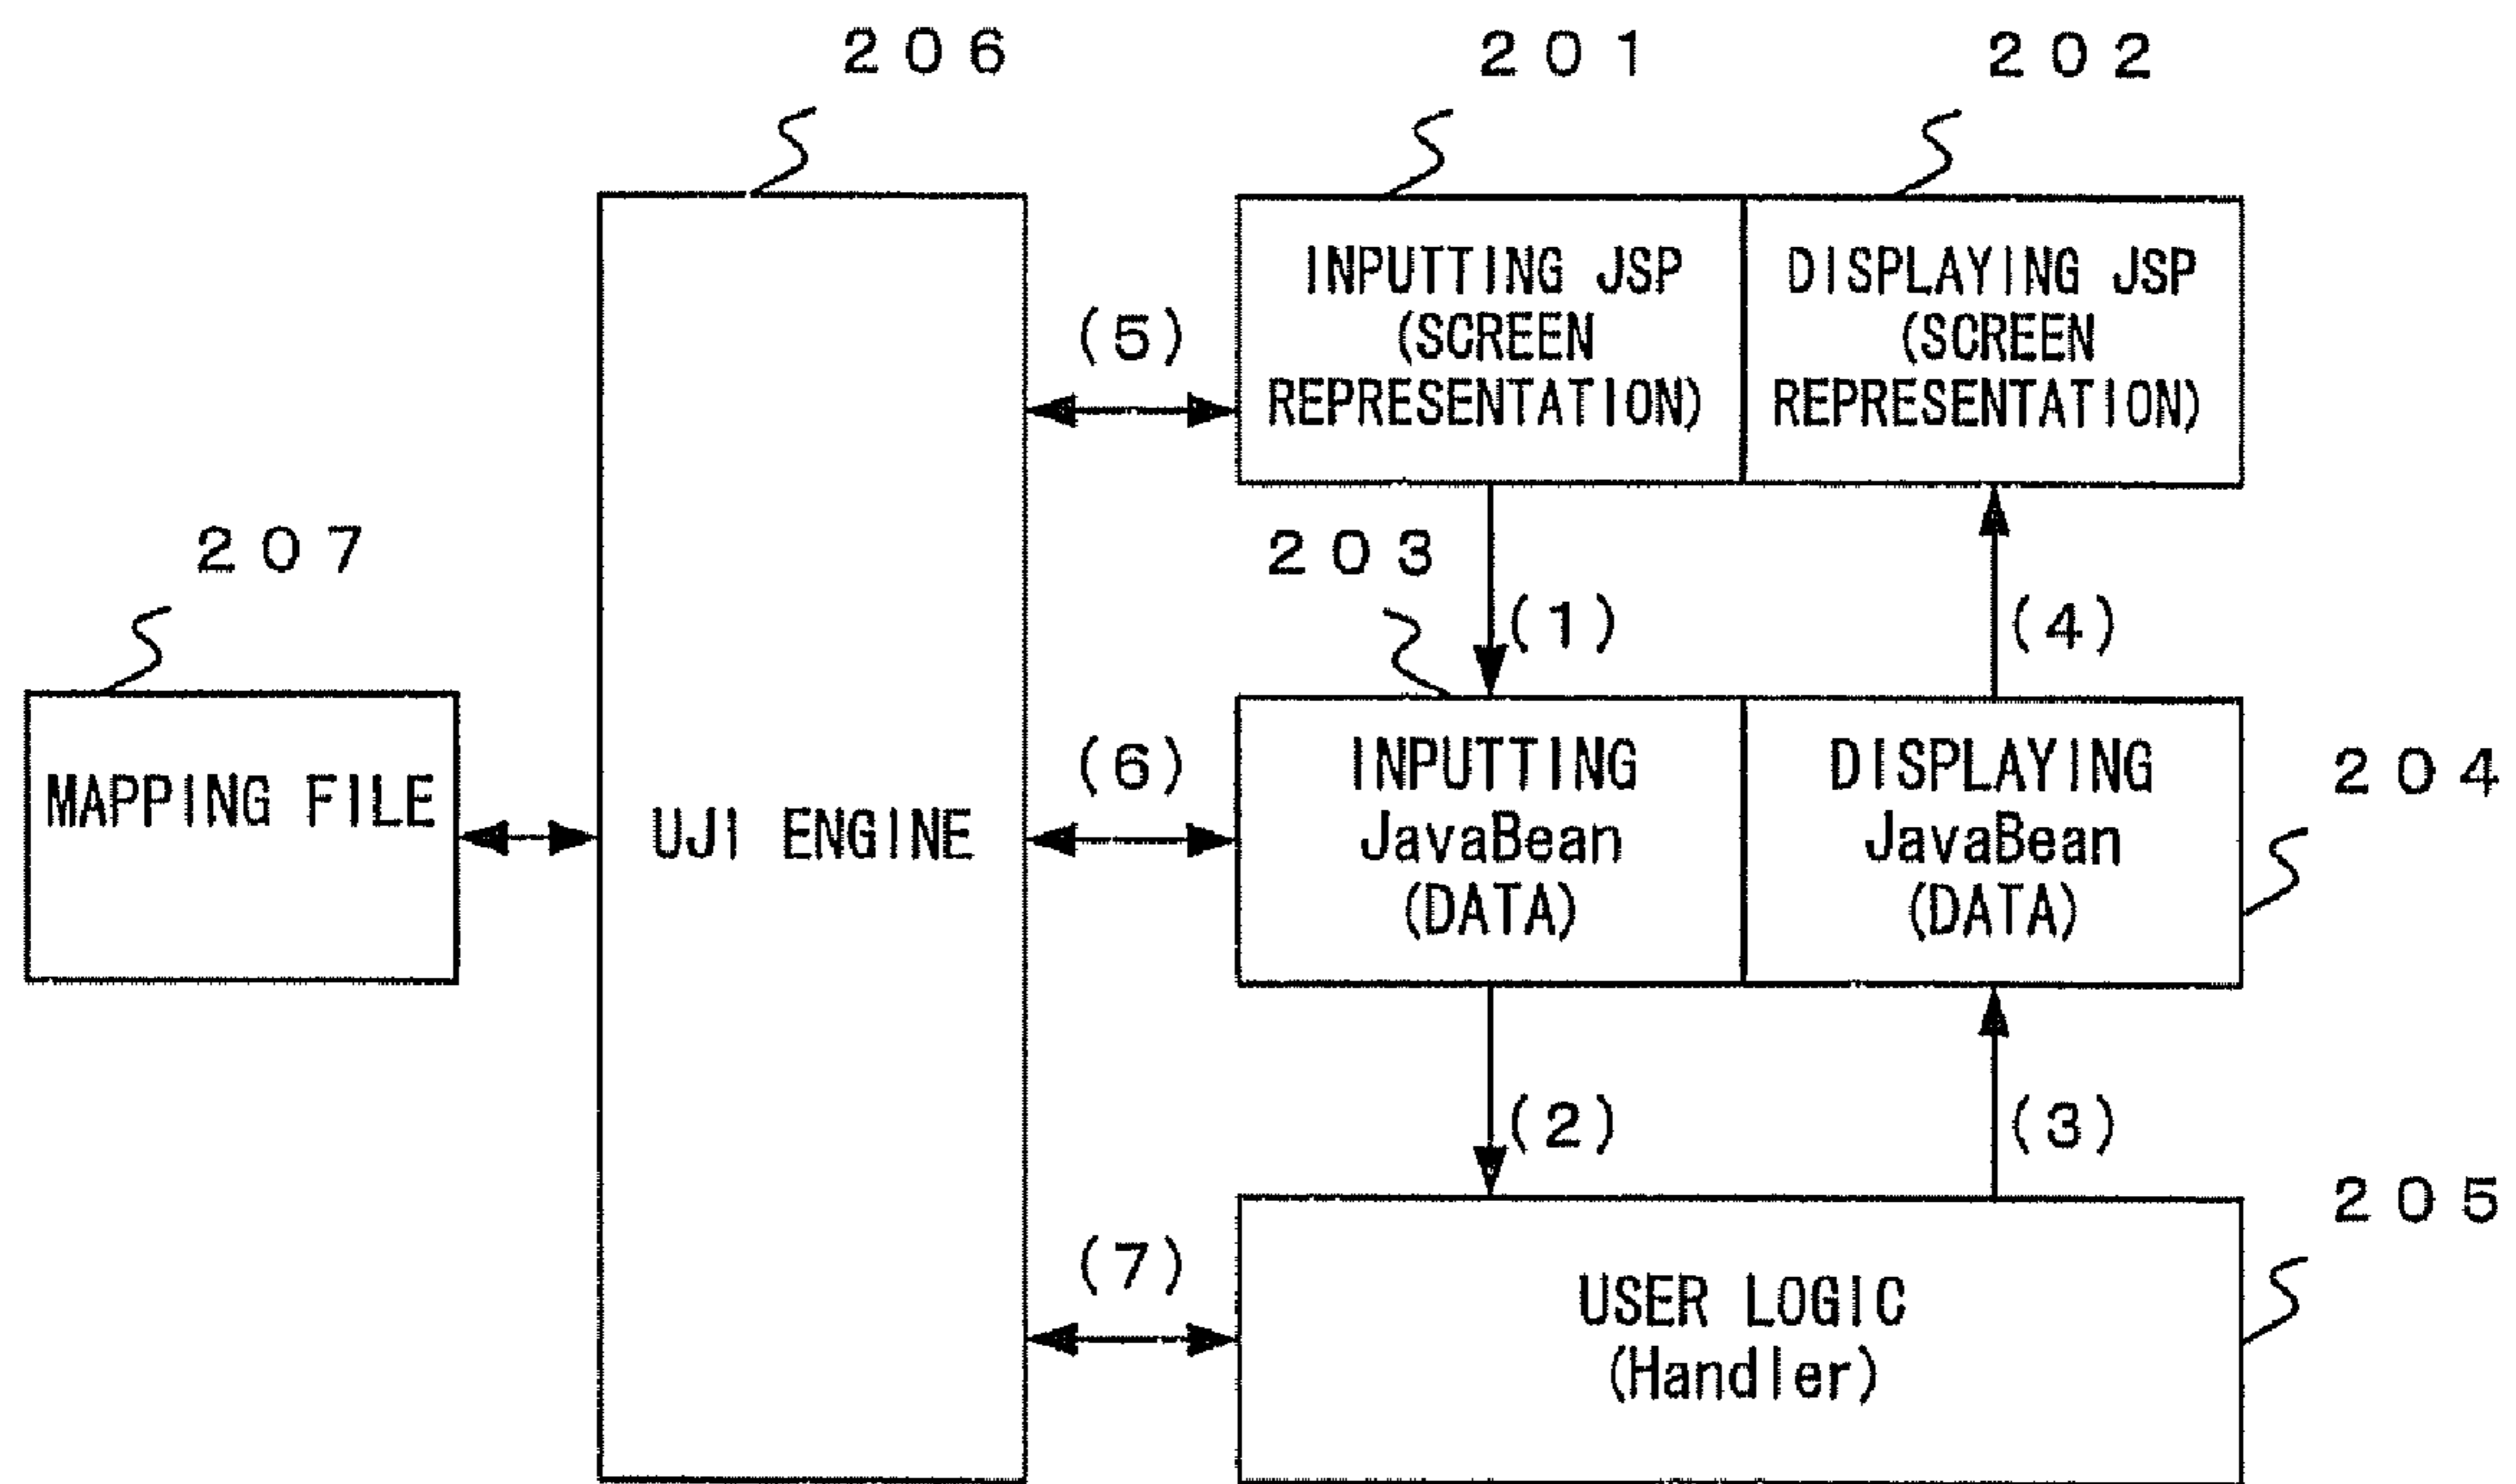 206
201
202
INPUTTING JSP
(SCREEN
REPRESENTATION)
DISPLAYING JSP
(SCREEN
REPRESENTATION)
(5)
207
203
(1)
(4)
MAPPING FILE
UJI ENGINE
(6)
INPUTTING
JavaBean
(DATA)
DISPLAYING
JavaBean
(DATA)
204
(2)
(3)
205
(7)
USER LOGIC
(Handler)